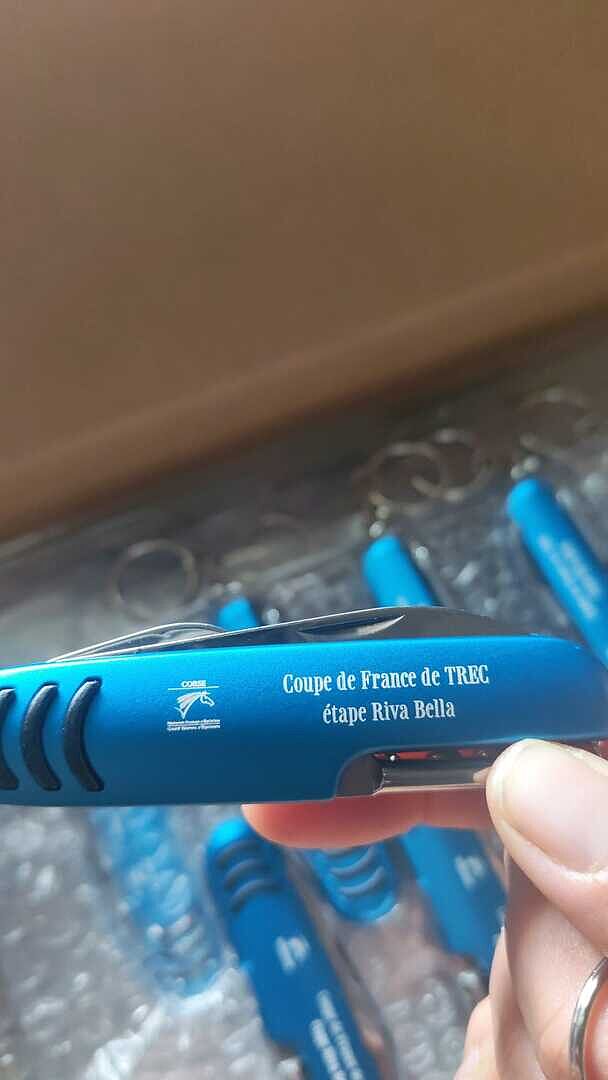 CORSE
Coupe de France de TREC
étape Riva Bella